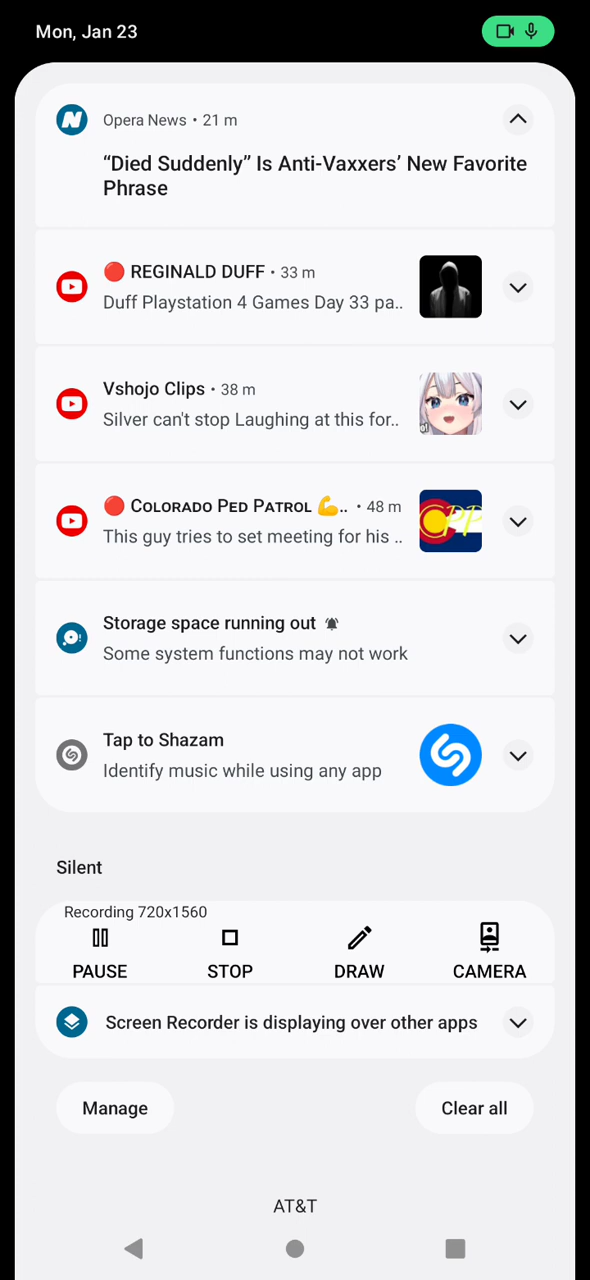 Mon, Jan 23
Opera News • 21 m
“Died Suddenly” Is Anti-Vaxxers’ New Favorite
Phrase
🔴 REGINALD DUFF • 33 m
Duff Playstation 4 Games Day 33 pa..
Vshojo Clips • 38 m
Silver can't stop Laughing at this for..
🔴 Cᴏʟᴏʀᴀᴅᴏ Pᴇᴅ Pᴀᴛʀᴏʟ 💪.. • 48 m
This guy tries to set meeting for his ..
CPP
Storage space running out
Some system functions may not work
Tap to Shazam
Identify music while using any app
Silent
Recording 720x1560
PAUSE STOP DRAW CAMERA
Screen Recorder is displaying over other apps
Manage Clear all
AT&T